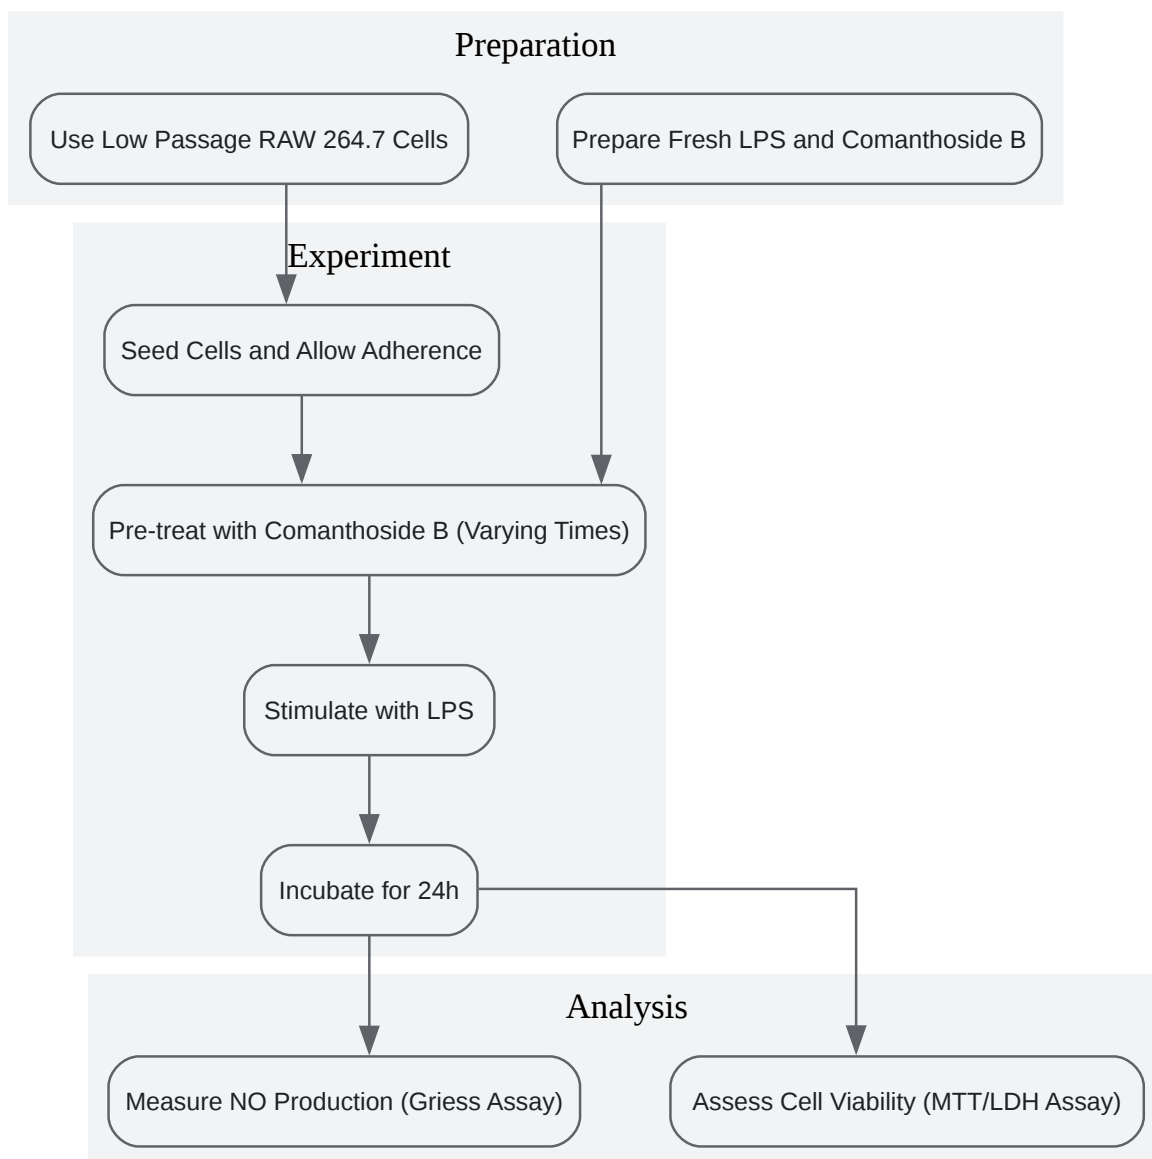 Preparation
Use Low Passage RAW 264.7 Cells
Prepare Fresh LPS and Comanthoside B
Experiment
Seed Cells and Allow Adherence
Pre-treat with Comanthoside B (Varying Times)
Stimulate with LPS
Incubate for 24h
Analysis
Measure NO Production (Griess Assay)
Assess Cell Viability (MTT/LDH Assay)